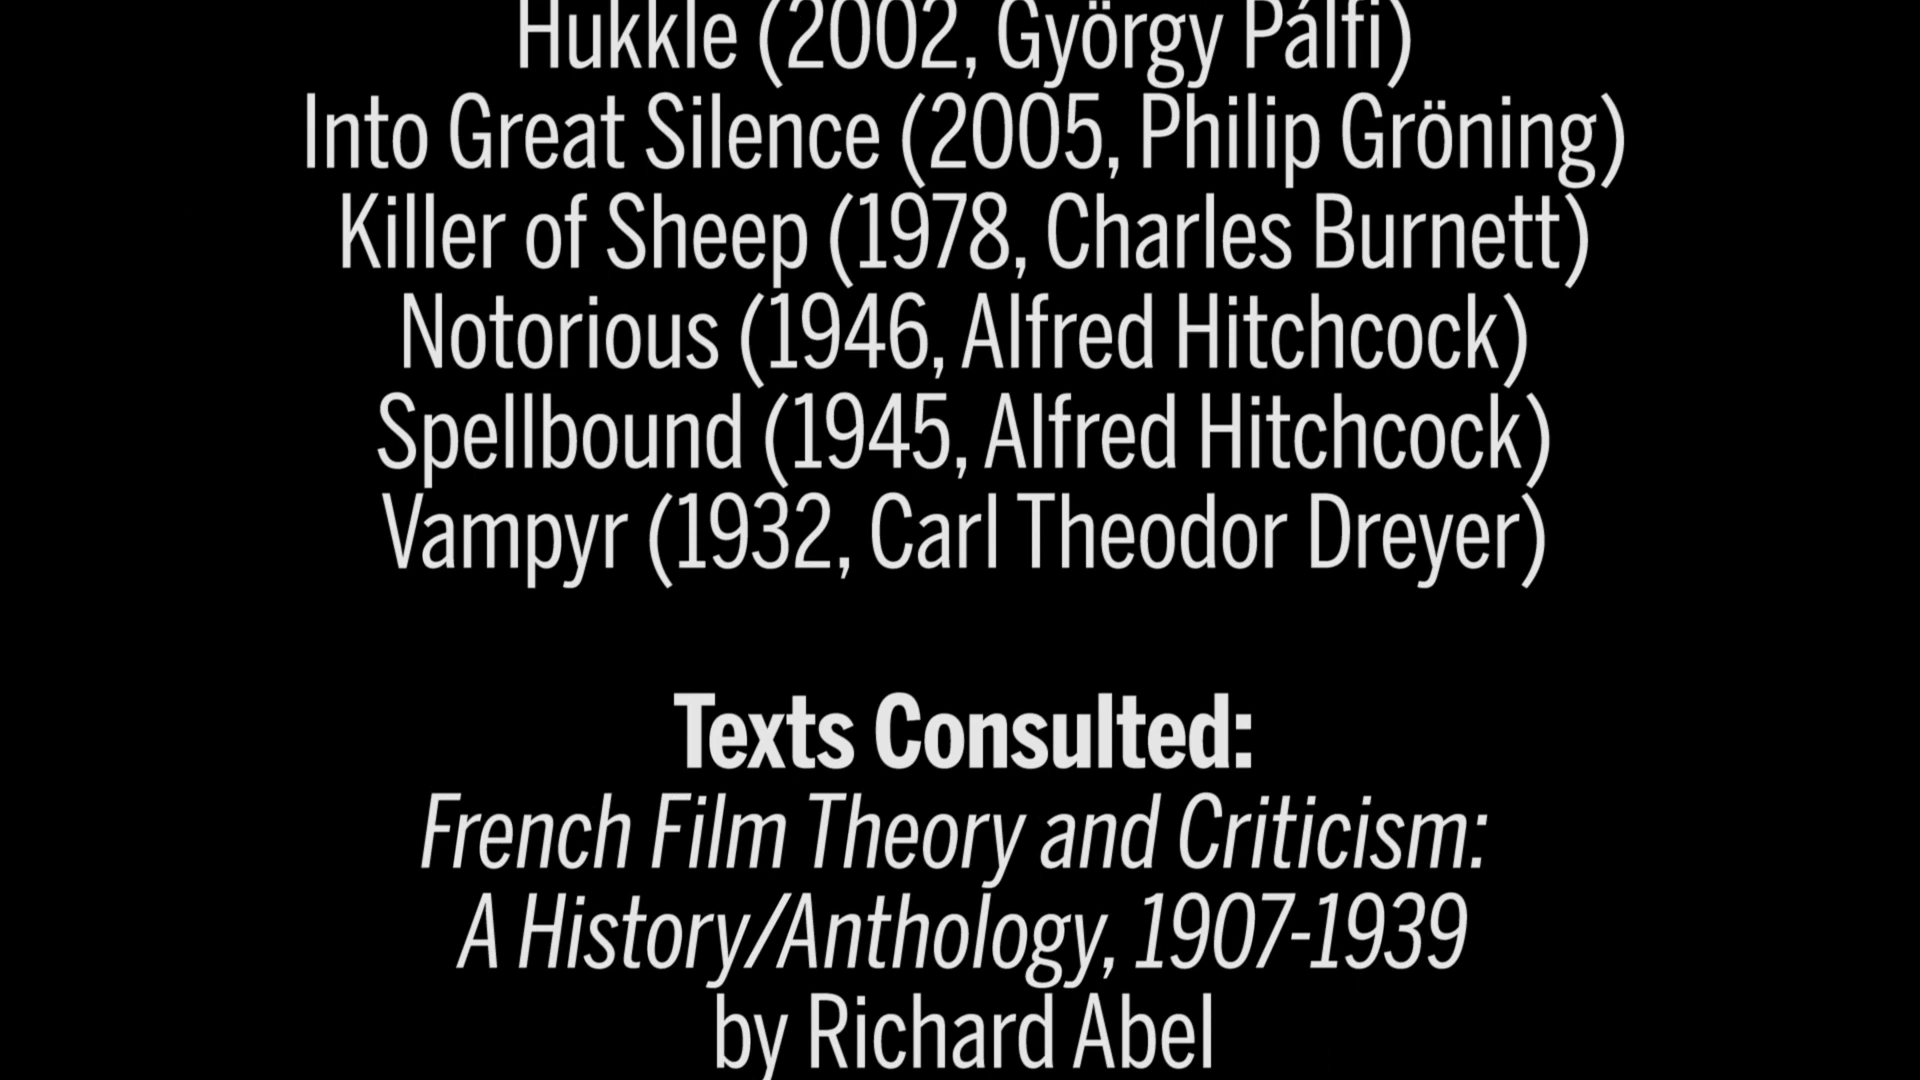 Hukkle (2002, György Pálfi)
Into Great Silence (2005, Philip Gröning)
Killer of Sheep (1978, Charles Burnett)
Notorious (1946, Alfred Hitchcock)
Spellbound (1945, Alfred Hitchcock)
Vampyr (1932, Carl Theodor Dreyer)
Texts Consulted:
French Film Theory and Criticism:
A History/Anthology, 1907-1939
by Richard Abel